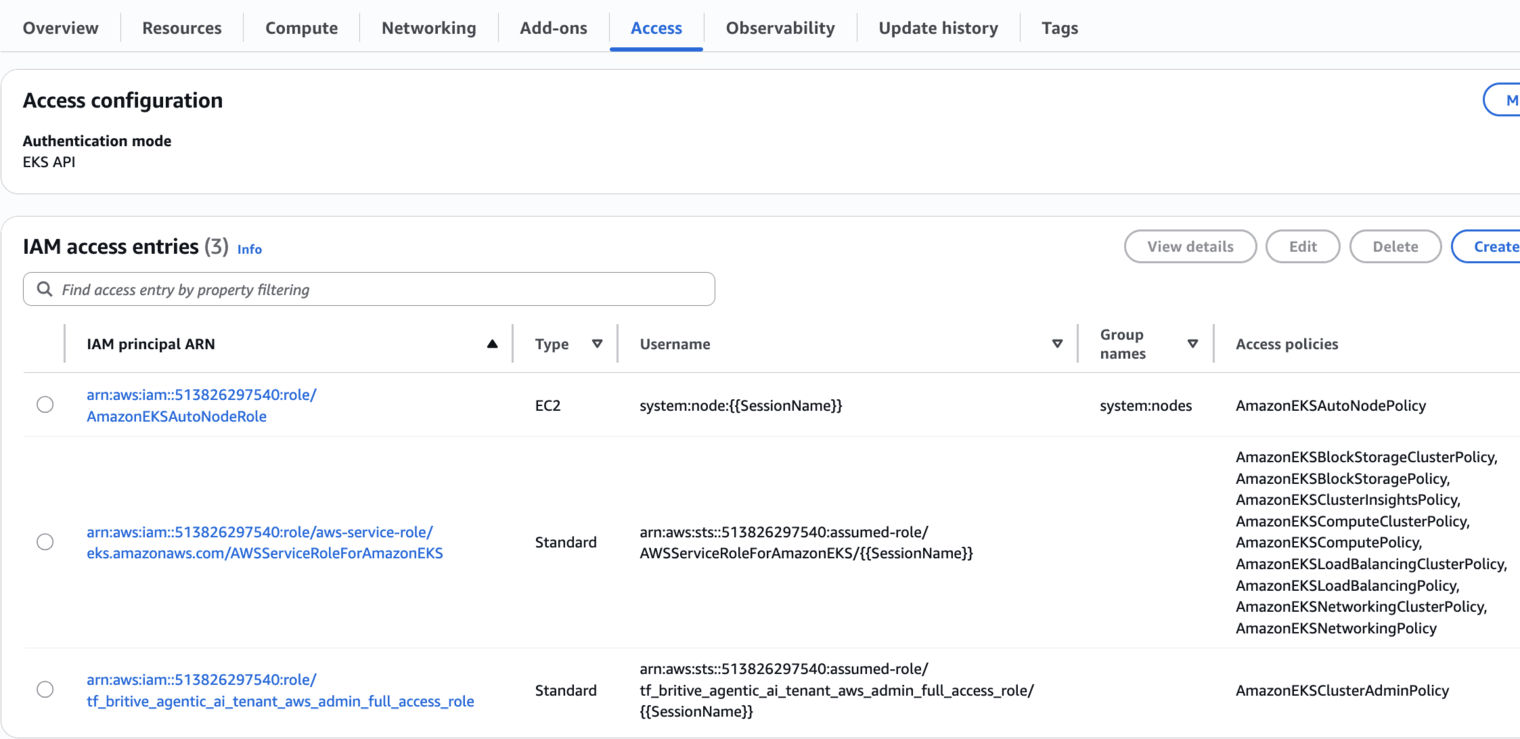 Overview Resources Compute Networking Add-ons Access Observability Update history Tags
Access configuration
M
Authentication mode
EKS API
IAM access entries (3) Info
View details Edit Delete Create
Find access entry by property filtering
IAM principal ARN Type Username Group names Access policies
arn:aws:iam::513826297540:role/
AmazonEKSAutoNodeRole
EC2
system:node:{{SessionName}}
system:nodes
AmazonEKSAutoNodePolicy
arn:aws:iam::513826297540:role/aws-service-role/
eks.amazonaws.com/AWSServiceRoleForAmazonEKS
Standard
arn:aws:sts::513826297540:assumed-role/
AWSServiceRoleForAmazonEKS/{{SessionName}}
AmazonEKSBlockStorageClusterPolicy,
AmazonEKSBlockStoragePolicy,
AmazonEKSClusterInsightsPolicy,
AmazonEKSComputeClusterPolicy,
AmazonEKSComputePolicy,
AmazonEKSLoadBalancingClusterPolicy,
AmazonEKSLoadBalancingPolicy,
AmazonEKSNetworkingClusterPolicy,
AmazonEKSNetworkingPolicy
arn:aws:iam::513826297540:role/
tf_britive_agentic_ai_tenant_aws_admin_full_access_role
Standard
arn:aws:sts::513826297540:assumed-role/
tf_britive_agentic_ai_tenant_aws_admin_full_access_role/
{{SessionName}}
AmazonEKSClusterAdminPolicy